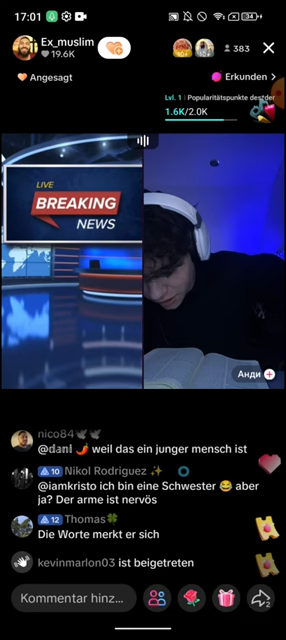 17:01
34
Ex_muslim
19.6K
383
Angesagt
Erkunden >
Lvl. 1 | Popularitätspunkte des/der
1.6K/2.0K
LIVE
BREAKING
NEWS
Анди
nico84🕊️🕊️
@dani 🌶️ weil das ein junger mensch ist
10 Nikol Rodriguez ✨
@iamkristo ich bin eine Schwester 😂 aber
ja? Der arme ist nervös
12 Thomas🍀
Die Worte merkt er sich
kevinmarlon03 ist beigetreten
Kommentar hinz...
2